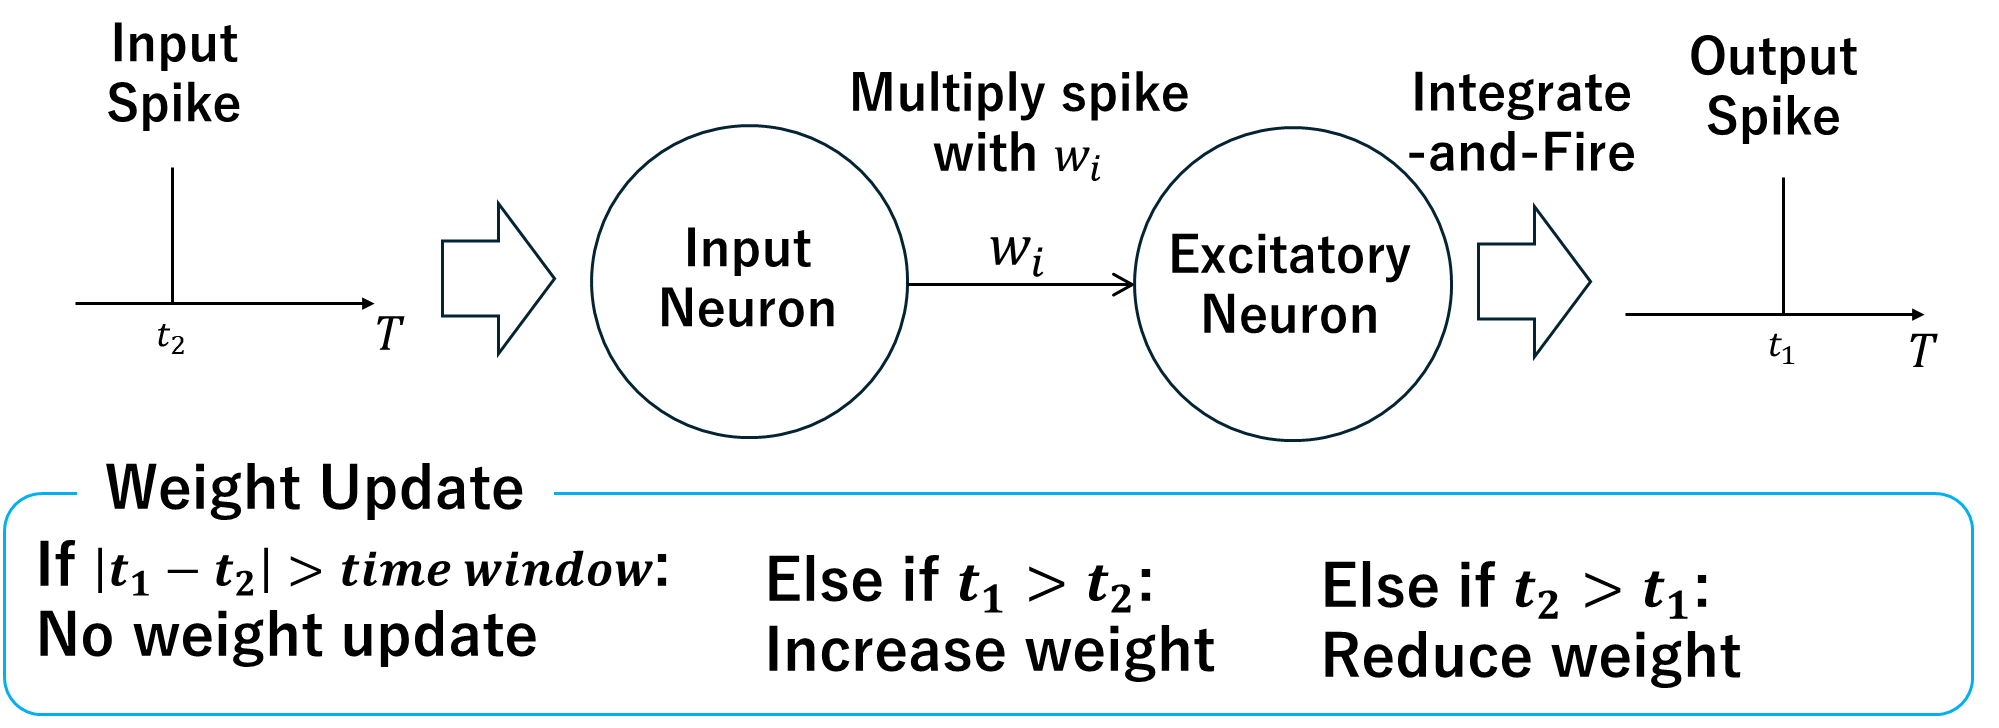 Input
Spike
t₂
T
Input
Neuron
Multiply spike
with wᵢ
wᵢ
Excitatory
Neuron
Integrate
-and-Fire
Output
Spike
t₁
T
Weight Update
If |t₁ − t₂| > time window:
No weight update
Else if t₁ > t₂:
Increase weight
Else if t₂ > t₁:
Reduce weight